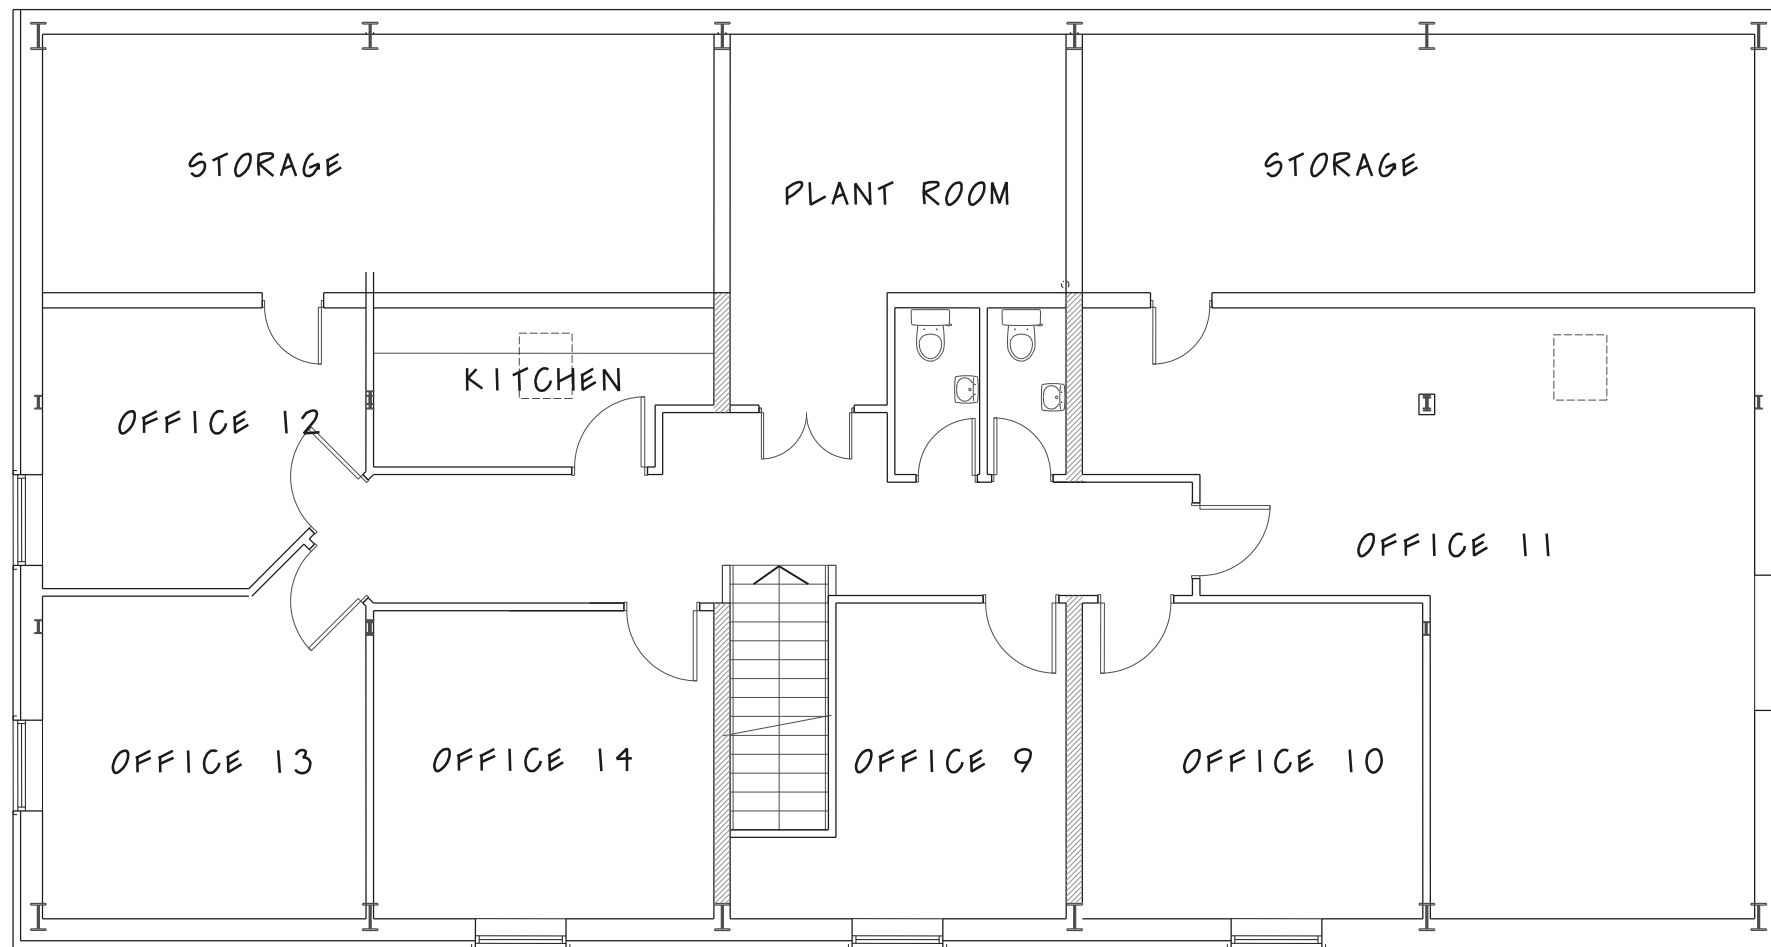 STORAGE
PLANT ROOM
STORAGE
KITCHEN
OFFICE 12
OFFICE 11
OFFICE 13
OFFICE 14
OFFICE 9
OFFICE 10